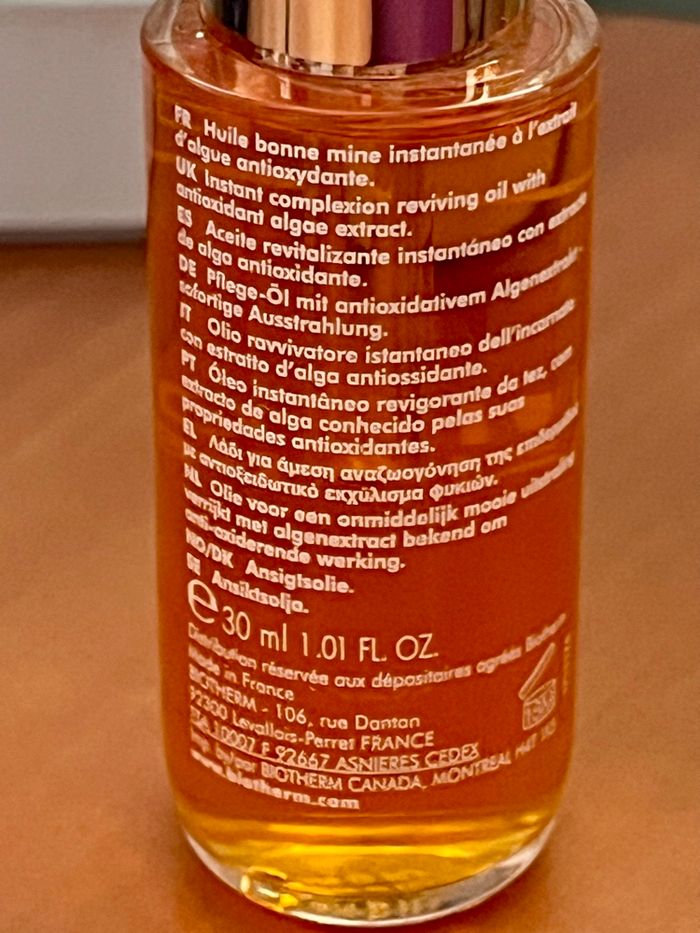 FR Huile bonne mine instantanée à l'extrait
d'algue antioxydante.
UK Instant complexion reviving oil with
antioxidant algae extract.
ES Aceite revitalizante instantáneo con extracto
de alga antioxidante.
DE Pflege-Öl mit antioxidativem Algenextrakt-
sofortige Ausstrahlung.
IT Olio ravvivatore istantaneo dell'incarnato
con estratto d'alga antiossidante.
PT Óleo instantâneo revigorante da tez, com
extracto de alga conhecido pelas suas
propriedades antioxidantes.
EL Λάδι για άμεση αναζωογόνηση της επιδερμίδας
με αντιοξειδωτικό εκχύλισμα φυκιών.
NL Olie voor een onmiddelijk mooie uitstraling
verrijkt met algenextract bekend om
anti-oxiderende werking.
NO/DK Ansigtsolie.
Ansiktsolja.
e 30 ml 1.01 FL. OZ.
Distribution réservée aux dépositaires agréés Biotherm
Made in France
BIOTHERM - 106, rue Danton
92300 Levallois-Perret FRANCE
10007 F 92667 ASNIERES CEDEX
Imp. by/par BIOTHERM CANADA, MONTREAL H4T 1K5
www.biotherm.com